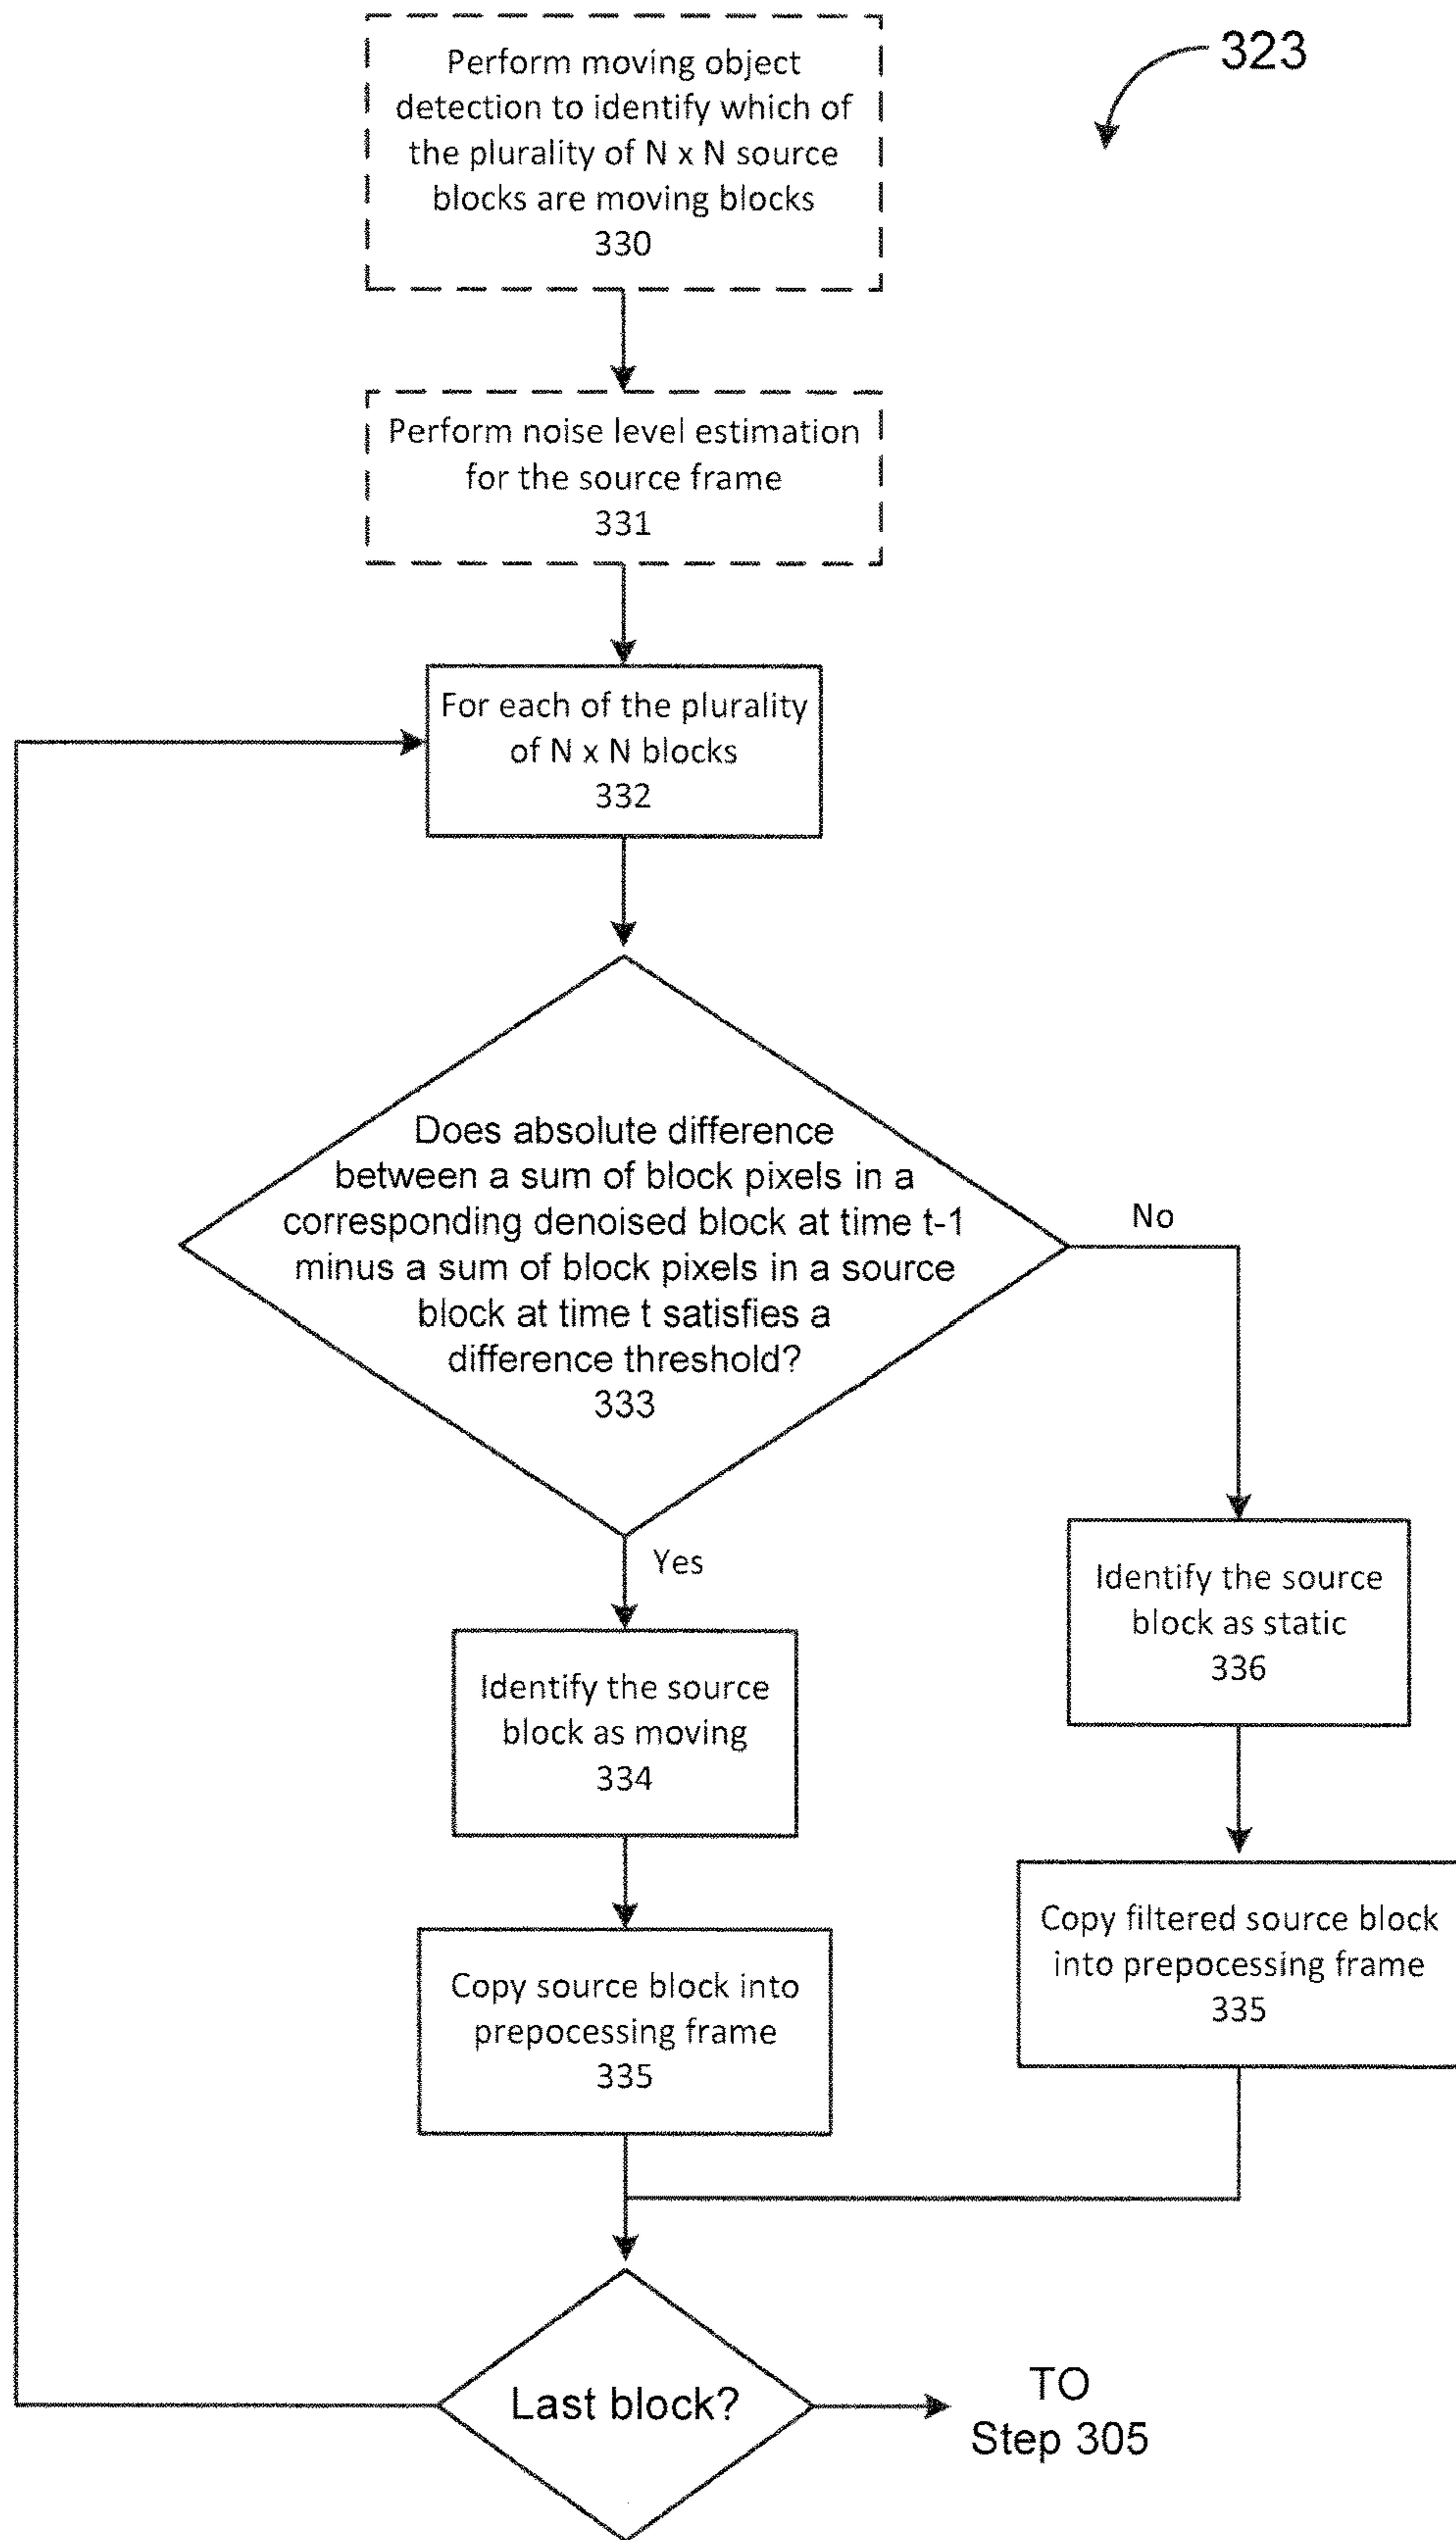 323
Perform moving object
detection to identify which of
the plurality of N x N source
blocks are moving blocks
330
Perform noise level estimation
for the source frame
331
For each of the plurality
of N x N blocks
332
Does absolute difference
between a sum of block pixels in a
corresponding denoised block at time t-1
minus a sum of block pixels in a source
block at time t satisfies a
difference threshold?
333
No
Yes
Identify the source
block as static
336
Identify the source
block as moving
334
Copy filtered source block
into prepocessing frame
335
Copy source block into
prepocessing frame
335
Last block?
TO
Step 305